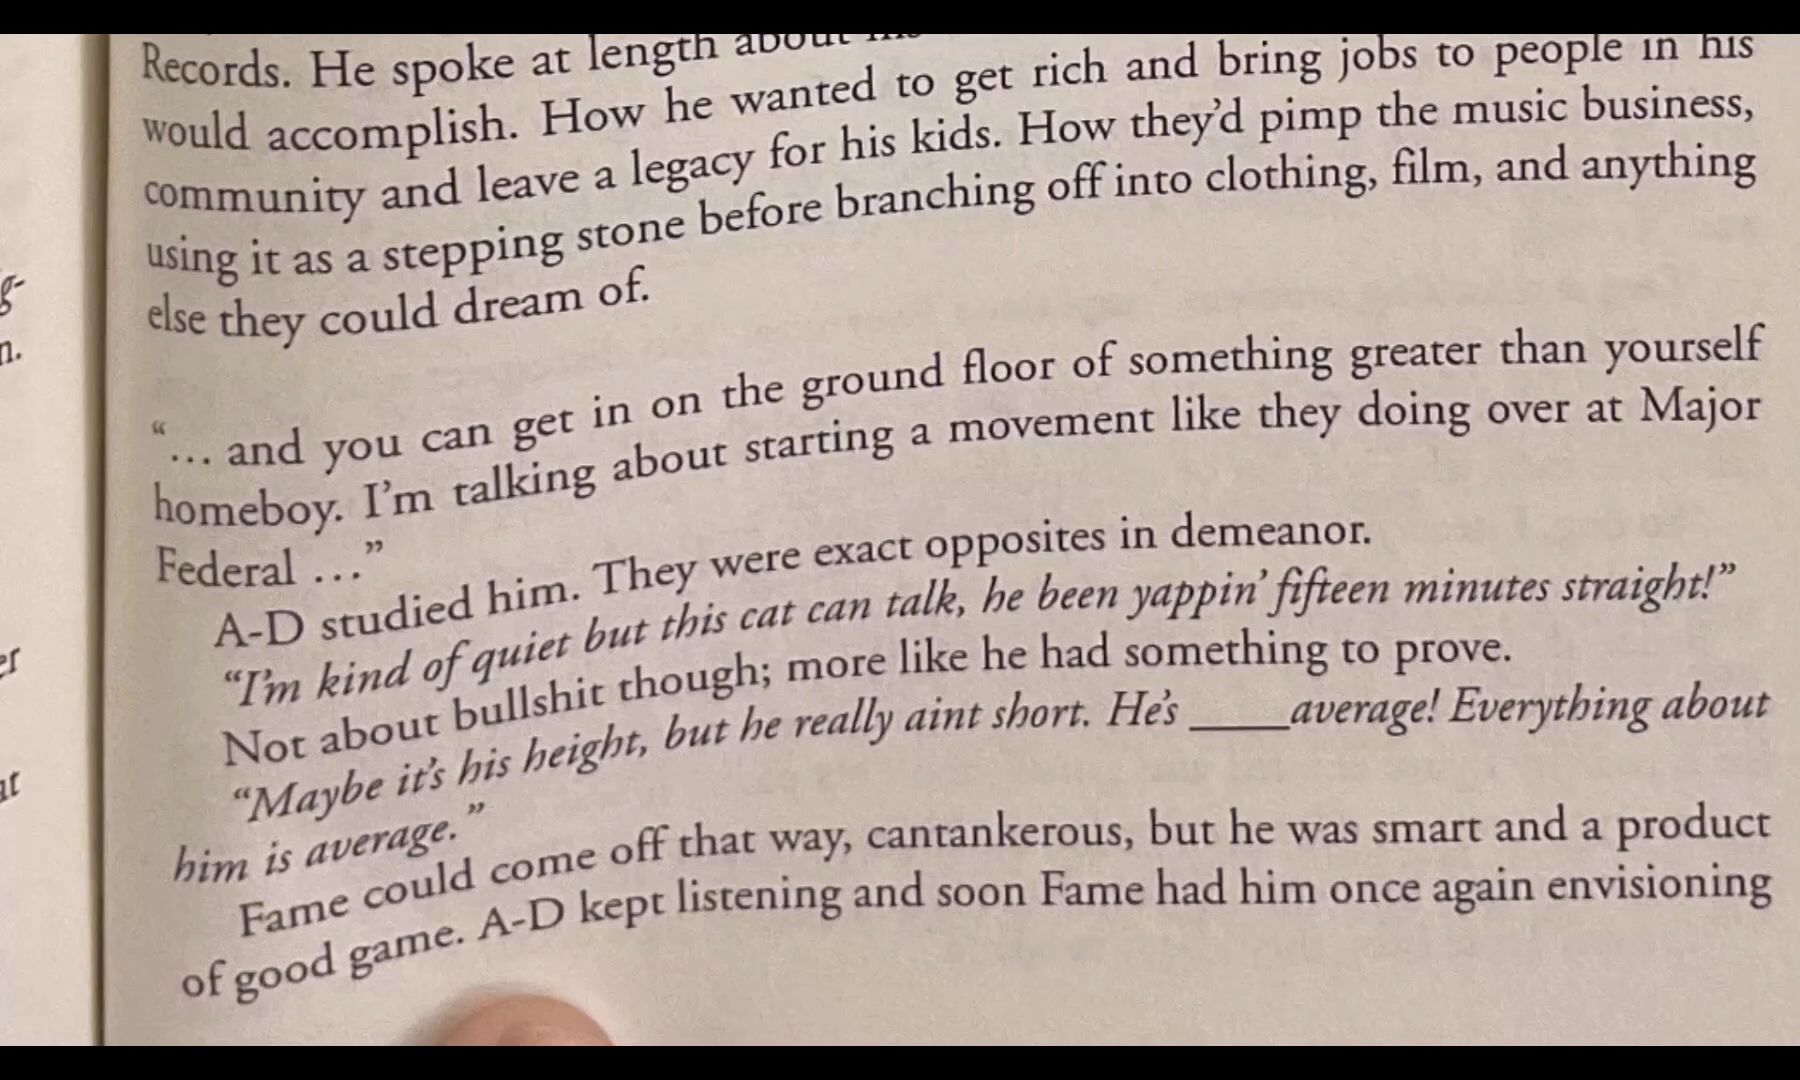 Records. He spoke at length about
would accomplish. How he wanted to get rich and bring jobs to people in his
community and leave a legacy for his kids. How they'd pimp the music business,
using it as a stepping stone before branching off into clothing, film, and anything
else they could dream of.
“... and you can get in on the ground floor of something greater than yourself
homeboy. I'm talking about starting a movement like they doing over at Major
Federal ...”
A-D studied him. They were exact opposites in demeanor.
“I'm kind of quiet but this cat can talk, he been yappin' fifteen minutes straight!”
Not about bullshit though; more like he had something to prove.
“Maybe it's his height, but he really aint short. He's _____average! Everything about
him is average.”
Fame could come off that way, cantankerous, but he was smart and a product
of good game. A-D kept listening and soon Fame had him once again envisioning